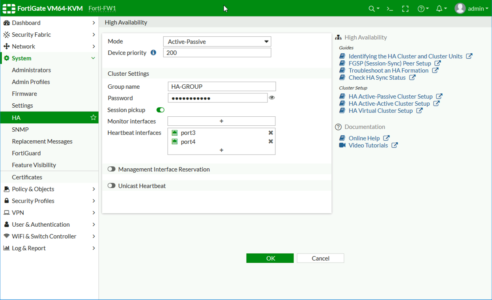 FortiGate VM64-KVM Forti-FW1
admin
Dashboard
Security Fabric
Network
System
Administrators
Admin Profiles
Firmware
Settings
HA
SNMP
Replacement Messages
FortiGuard
Feature Visibility
Certificates
Policy & Objects
Security Profiles
VPN
User & Authentication
WiFi & Switch Controller
Log & Report
High Availability
Mode Active-Passive
Device priority 200
Cluster Settings
Group name HA-GROUP
Password •••••••••••
Session pickup
Monitor interfaces
+
Heartbeat interfaces port3
port4
+
Management Interface Reservation
Unicast Heartbeat
OK Cancel
High Availability
Guides
Identifying the HA Cluster and Cluster Units
FGSP (Session-Sync) Peer Setup
Troubleshoot an HA Formation
Check HA Sync Status
Cluster Setup
HA Active-Passive Cluster Setup
HA Active-Active Cluster Setup
HA Virtual Cluster Setup
Documentation
Online Help
Video Tutorials